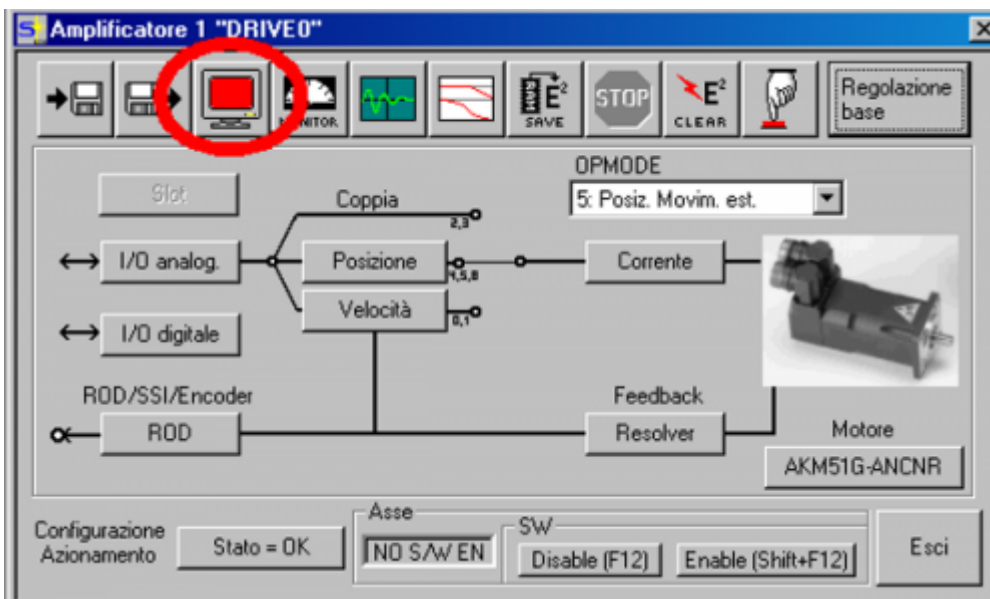 Amplificatore 1 "DRIVE0"
MONITOR
E²
SAVE
STOP
E²
CLEAR
Regolazione
base
OPMODE
5: Posiz. Movim. est.
Slot
Coppia
2,3
I/O analog.
Posizione
4,5,8
Corrente
Velocità
0,1
I/O digitale
ROD/SSI/Encoder
ROD
Feedback
Resolver
Motore
AKM51G-ANCNR
Configurazione
Azionamento
Stato = OK
Asse
NO S/W EN
SW
Disable (F12)
Enable (Shift+F12)
Esci